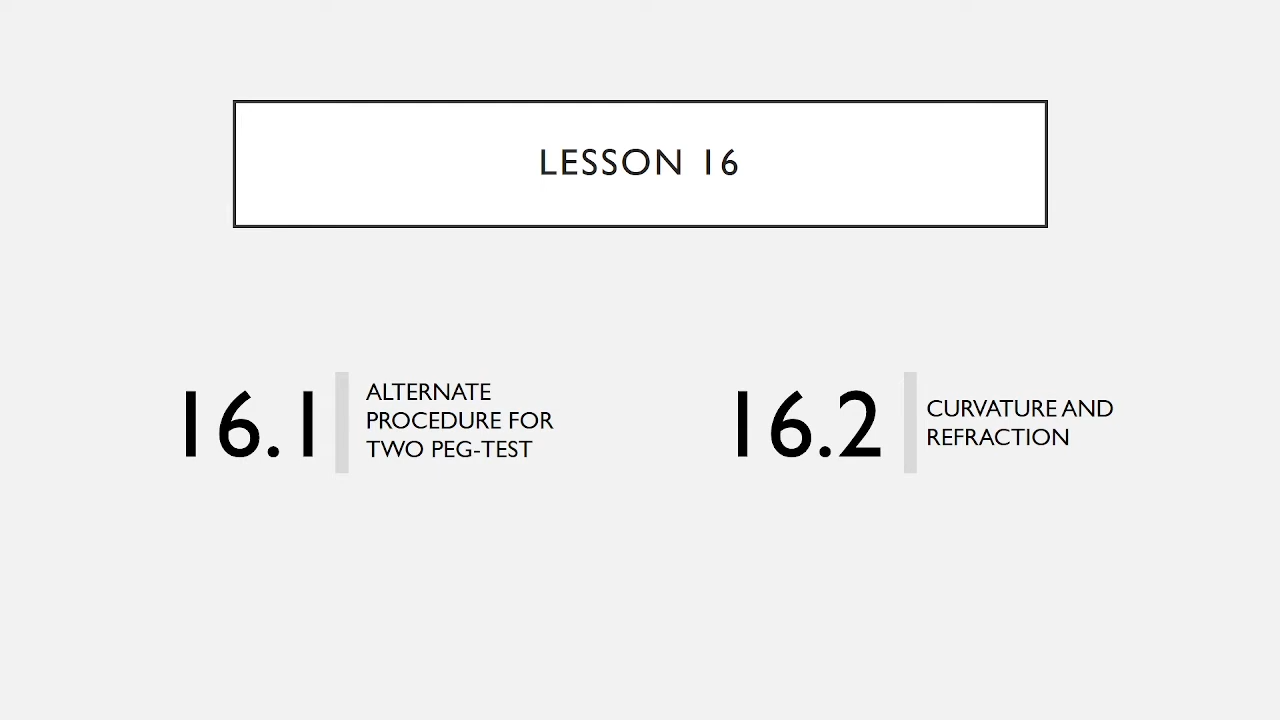 LESSON 16
16.1
ALTERNATE
PROCEDURE FOR
TWO PEG-TEST
16.2
CURVATURE AND
REFRACTION